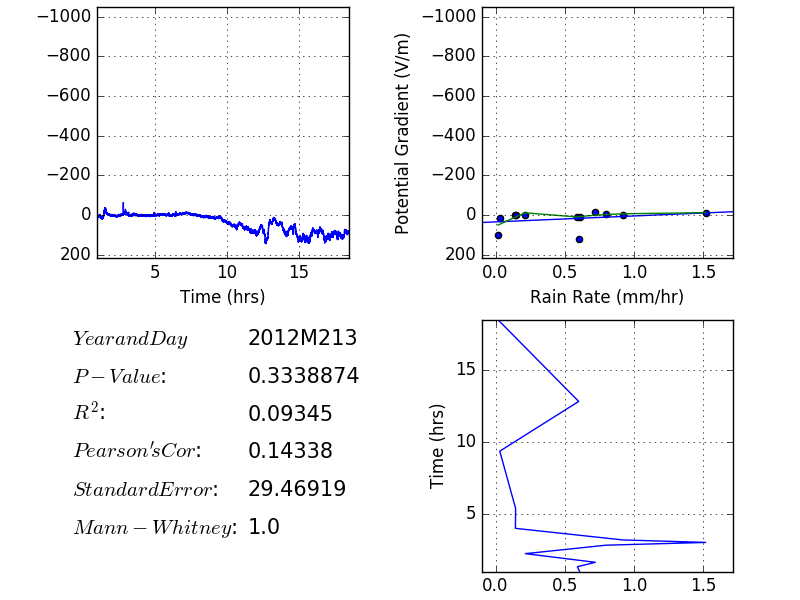 −1000
−800
−600
−400
−200
0
200
5 10 15
Time (hrs)
Potential Gradient (V/m)
−1000
−800
−600
−400
−200
0
200
0.0 0.5 1.0 1.5
Rain Rate (mm/hr)
YearandDay 2012M213
P − Value: 0.3338874
R²: 0.09345
Pearson'sCor: 0.14338
StandardError: 29.46919
Mann − Whitney: 1.0
Time (hrs)
15
10
5
0.0 0.5 1.0 1.5